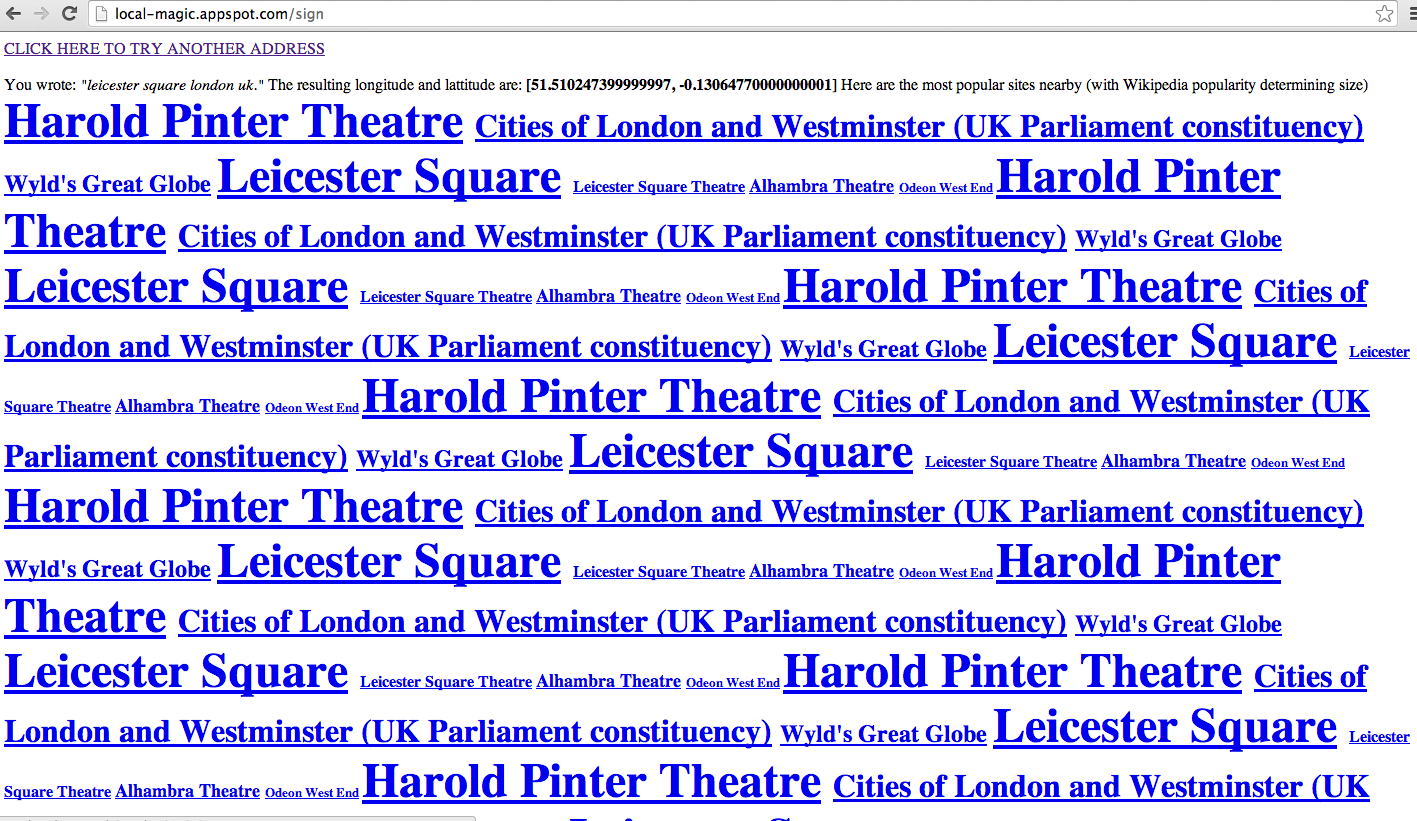 local-magic.appspot.com/sign
CLICK HERE TO TRY ANOTHER ADDRESS
You wrote: "leicester square london uk." The resulting longitude and lattitude are: [51.510247399999997, -0.13064770000000001] Here are the most popular sites nearby (with Wikipedia popularity determining size)
Harold Pinter Theatre Cities of London and Westminster (UK Parliament constituency)
Wyld's Great Globe Leicester Square Leicester Square Theatre Alhambra Theatre Odeon West End Harold Pinter
Theatre Cities of London and Westminster (UK Parliament constituency) Wyld's Great Globe
Leicester Square Leicester Square Theatre Alhambra Theatre Odeon West End Harold Pinter Theatre Cities of
London and Westminster (UK Parliament constituency) Wyld's Great Globe Leicester Square Leicester
Square Theatre Alhambra Theatre Odeon West End Harold Pinter Theatre Cities of London and Westminster (UK
Parliament constituency) Wyld's Great Globe Leicester Square Leicester Square Theatre Alhambra Theatre Odeon West End
Harold Pinter Theatre Cities of London and Westminster (UK Parliament constituency)
Wyld's Great Globe Leicester Square Leicester Square Theatre Alhambra Theatre Odeon West End Harold Pinter
Theatre Cities of London and Westminster (UK Parliament constituency) Wyld's Great Globe
Leicester Square Leicester Square Theatre Alhambra Theatre Odeon West End Harold Pinter Theatre Cities of
London and Westminster (UK Parliament constituency) Wyld's Great Globe Leicester Square Leicester
Square Theatre Alhambra Theatre Odeon West End Harold Pinter Theatre Cities of London and Westminster (UK